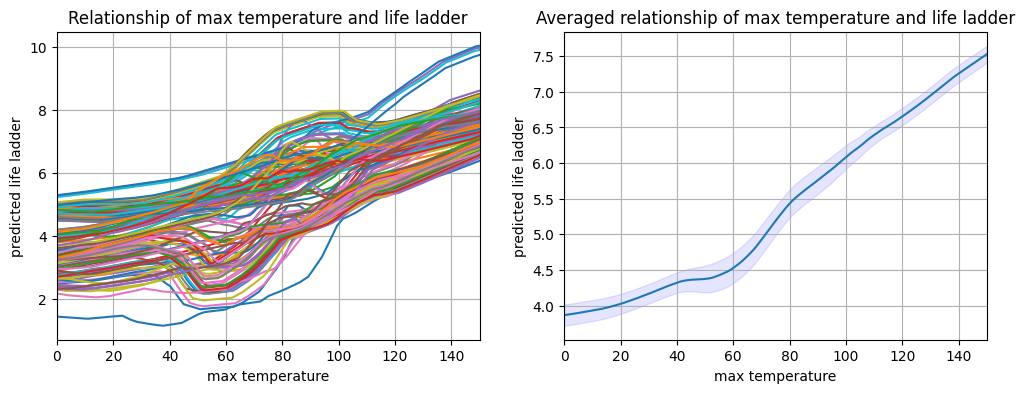 Relationship of max temperature and life ladder
10
8
6
4
2
predicted life ladder
0 20 40 60 80 100 120 140
max temperature
Averaged relationship of max temperature and life ladder
7.5
7.0
6.5
6.0
5.5
5.0
4.5
4.0
predicted life ladder
0 20 40 60 80 100 120 140
max temperature